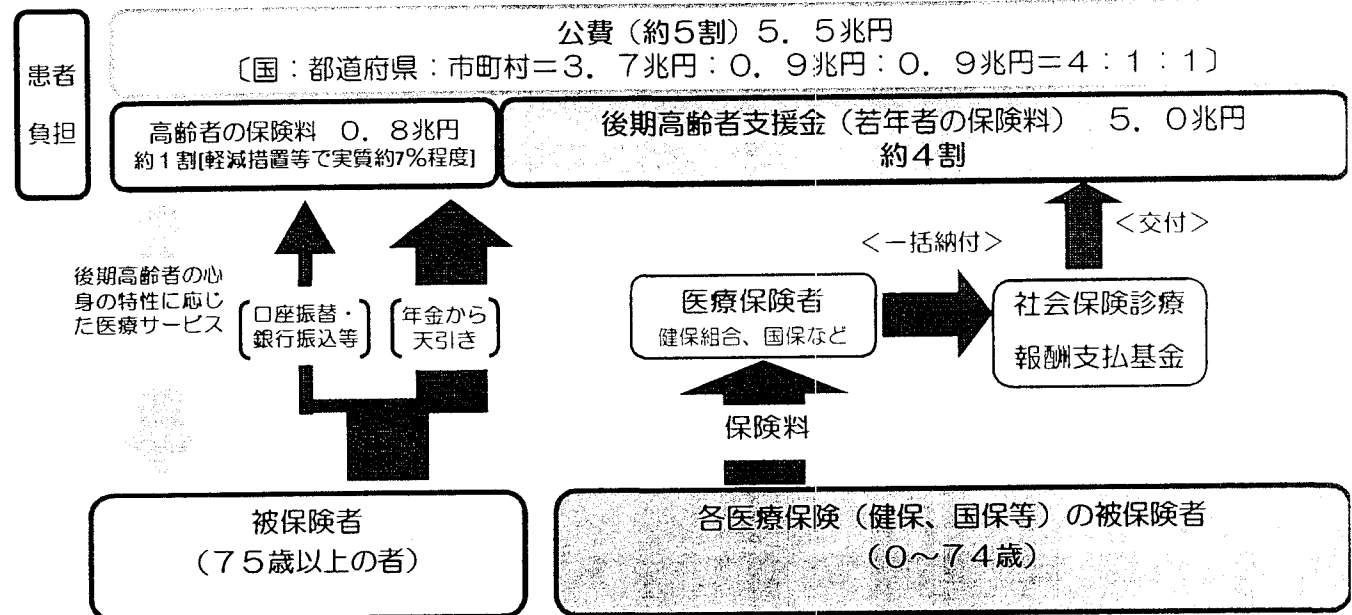 公費（約５割）５．５兆円
〔国：都道府県：市町村＝３．７兆円：０．９兆円：０．９兆円＝４：１：１〕
患者
負担
高齢者の保険料　０．８兆円
約１割[軽減措置等で実質約7%程度]
後期高齢者支援金（若年者の保険料）　５．０兆円
約４割
＜交付＞
＜一括納付＞
後期高齢者の心
身の特性に応じ
た医療サービス
口座振替・
銀行振込等
年金から
天引き
医療保険者
健保組合、国保など
社会保険診療
報酬支払基金
保険料
被保険者
（７５歳以上の者）
各医療保険（健保、国保等）の被保険者
（０～７４歳）